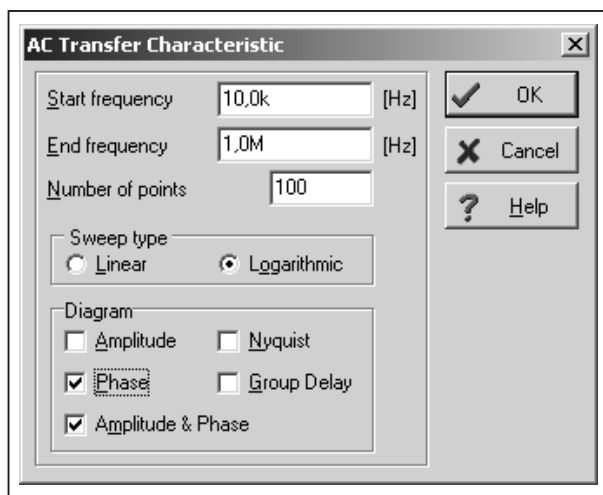 AC Transfer Characteristic
Start frequency 10,0k [Hz]
End frequency 1,0M [Hz]
Number of points 100
Sweep type
Linear Logarithmic
Diagram
Amplitude Nyquist
Phase Group Delay
Amplitude & Phase
OK
Cancel
Help